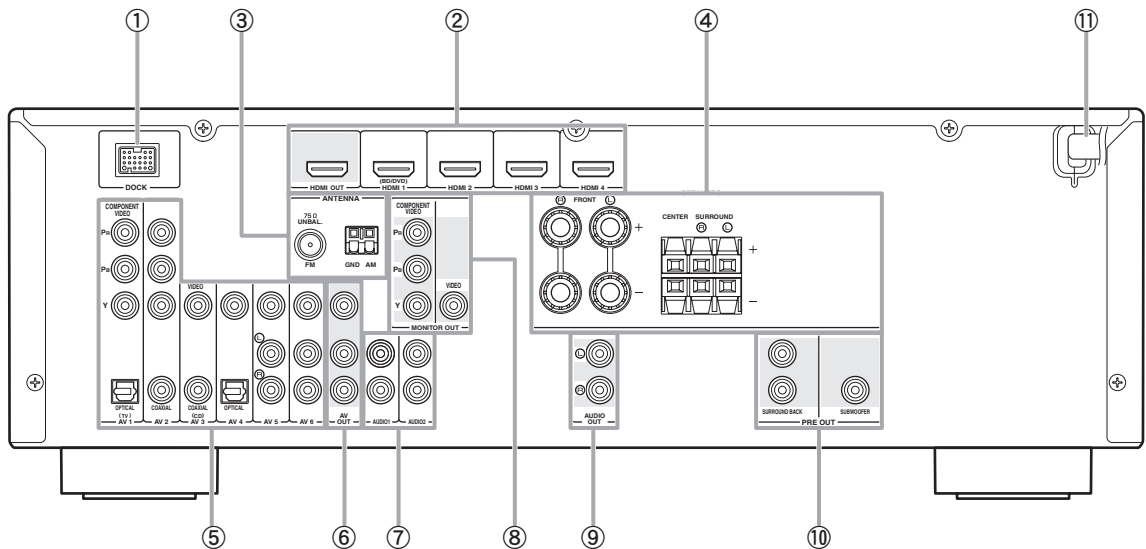 ① ③ ② ④ ⑪
DOCK
HDMI OUT
(BD/DVD)
HDMI 1
HDMI 2
HDMI 3
HDMI 4
ANTENNA
75 Ω
UNBAL.
FM
GND AM
COMPONENT
VIDEO
PR
PB
Y
COMPONENT
VIDEO
PR
PB
Y
VIDEO
MONITOR OUT
R FRONT L
+
−
CENTER SURROUND
R L
+
−
VIDEO
L
R
OPTICAL
(TV)
AV 1
COAXIAL
AV 2
COAXIAL
(CD)
AV 3
OPTICAL
AV 4
AV 5
AV 6
AV
OUT
AUDIO1
AUDIO2
L
R
AUDIO
OUT
SURROUND BACK
SUBWOOFER
PRE OUT
⑤ ⑥ ⑦ ⑧ ⑨ ⑩